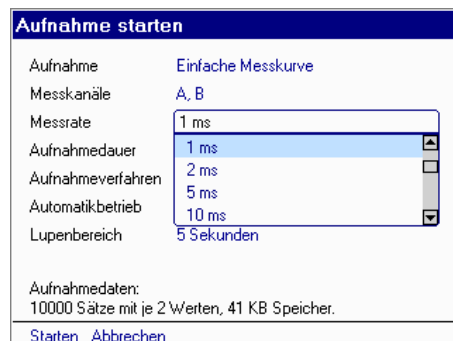 Aufnahme starten
Aufnahme Einfache Messkurve
Messkanäle A, B
Messrate 1 ms
Aufnahmedauer 1 ms
Aufnahmeverfahren 2 ms
5 ms
Automatikbetrieb 10 ms
Lupenbereich 5 Sekunden
Aufnahmedaten:
10000 Sätze mit je 2 Werten, 41 KB Speicher.
Starten Abbrechen